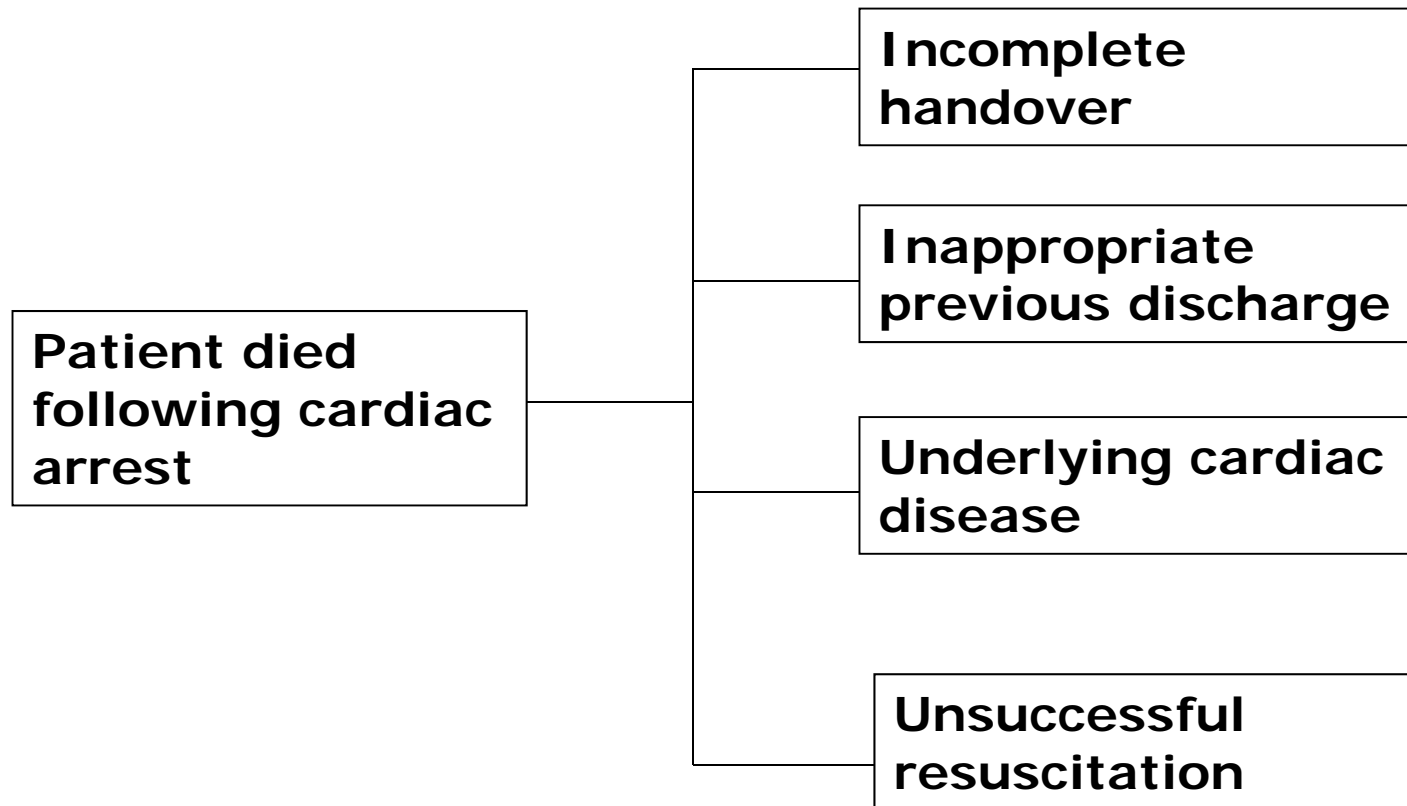 Incomplete
handover
Inappropriate
previous discharge
Patient died
following cardiac
arrest
Underlying cardiac
disease
Unsuccessful
resuscitation